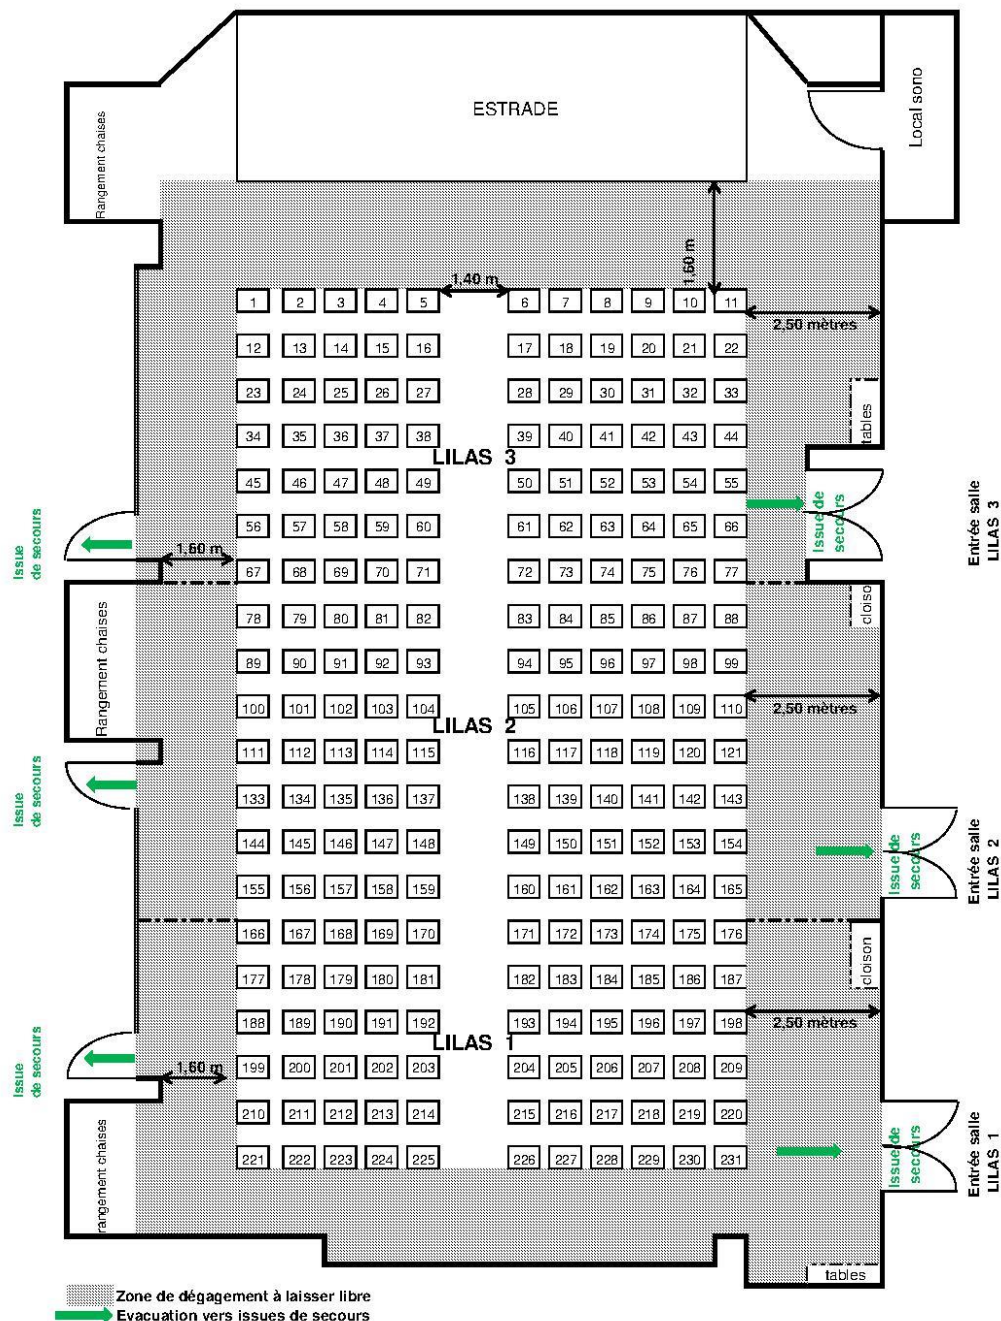 ESTRADE
Local sono
Rangement chaises
1,60 m
1,40 m
1 2 3 4 5 6 7 8 9 10 11
2,50 mètres
12 13 14 15 16 17 18 19 20 21 22
23 24 25 26 27 28 29 30 31 32 33
tables
34 35 36 37 38 39 40 41 42 43 44
LILAS 3
45 46 47 48 49 50 51 52 53 54 55
Issue de
secours
Entrée salle
LILAS 3
56 57 58 59 60 61 62 63 64 65 66
Issue
de secours
1,60 m
67 68 69 70 71 72 73 74 75 76 77
cloiso
78 79 80 81 82 83 84 85 86 87 88
Rangement chaises
89 90 91 92 93 94 95 96 97 98 99
100 101 102 103 104 105 106 107 108 109 110
2,50 mètres
LILAS 2
111 112 113 114 115 116 117 118 119 120 121
Issue
de secours
133 134 135 136 137 138 139 140 141 142 143
144 145 146 147 148 149 150 151 152 153 154
Issue de
secours
Entrée salle
LILAS 2
155 156 157 158 159 160 161 162 163 164 165
166 167 168 169 170 171 172 173 174 175 176
cloison
177 178 179 180 181 182 183 184 185 186 187
188 189 190 191 192 193 194 195 196 197 198
2,50 mètres
LILAS 1
Issue
de secours
1,60 m
199 200 201 202 203 204 205 206 207 208 209
210 211 212 213 214 215 216 217 218 219 220
Issue de
secours
Entrée salle
LILAS 1
221 222 223 224 225 226 227 228 229 230 231
rangement chaises
tables
Zone de dégagement à laisser libre
Evacuation vers issues de secours